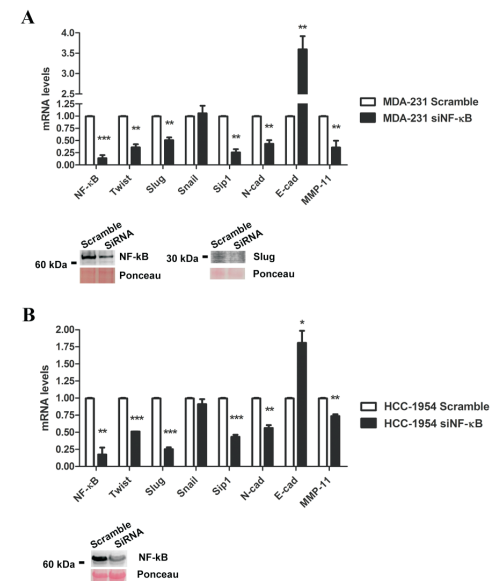 A
4.0
3.5
3.0
2.5
1.25
1.00
0.75
0.50
0.25
0.00
mRNA levels
***
**
**
**
**
**
**
NF-κB
Twist
Slug
Snail
Sip1
N-cad
E-cad
MMP-11
MDA-231 Scramble
MDA-231 siNF-κB
Scramble
SiRNA
60 kDa
NF-kB
Ponceau
Scramble
SiRNA
30 kDa
Slug
Ponceau
B
2.00
1.75
1.50
1.25
1.00
0.75
0.50
0.25
0.00
mRNA levels
**
***
***
***
**
*
**
NF-κB
Twist
Slug
Snail
Sip1
N-cad
E-cad
MMP-11
HCC-1954 Scramble
HCC-1954 siNF-κB
Scramble
SiRNA
60 kDa
NF-kB
Ponceau